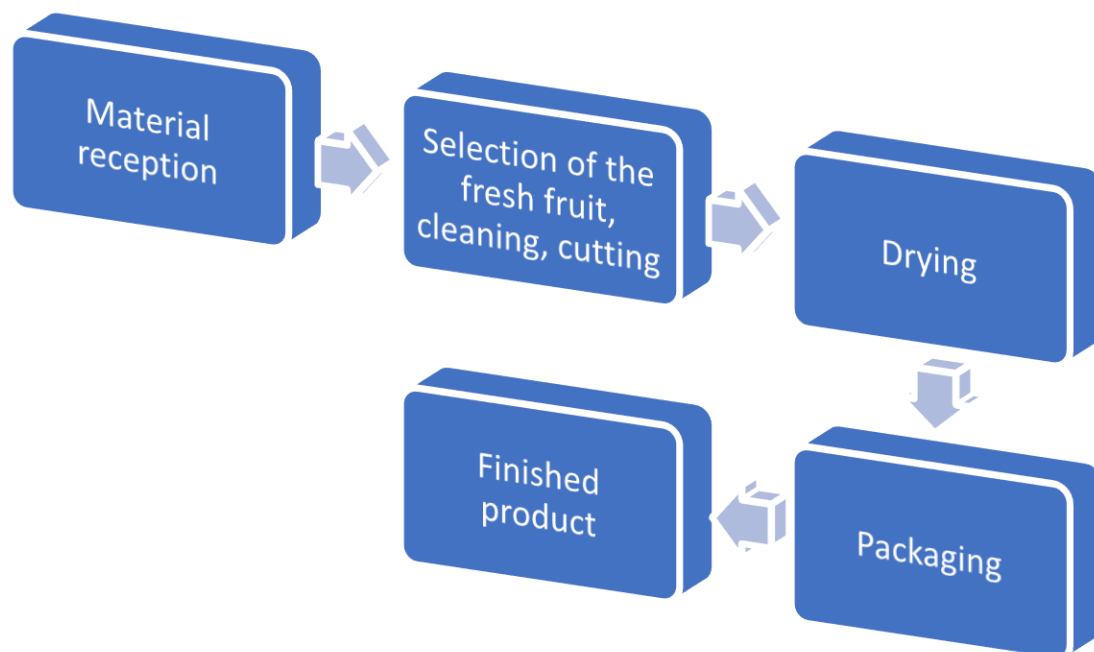 Material
reception
Selection of the
fresh fruit,
cleaning, cutting
Drying
Packaging
Finished
product